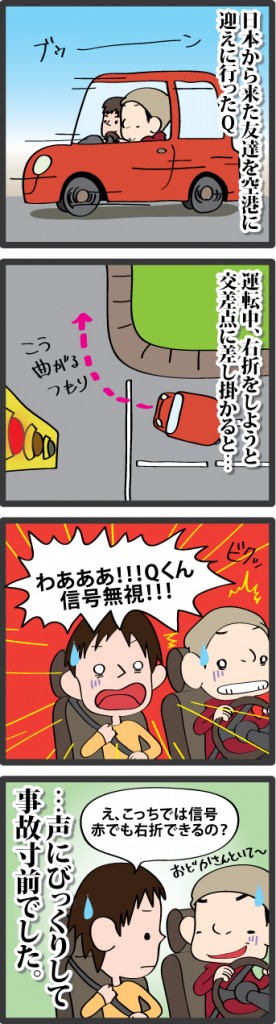 日本から来た友達を空港に
迎えに行ったQ
ブゥーーーン
運転中、右折をしようと
交差点に差し掛かると…
こう
曲がる
つもり
ビクッ
わあああ!!!Qくん
信号無視!!!
え、こっちでは信号
赤でも右折できるの?
おどかさんといて〜
…声にびっくりして
事故寸前でした。